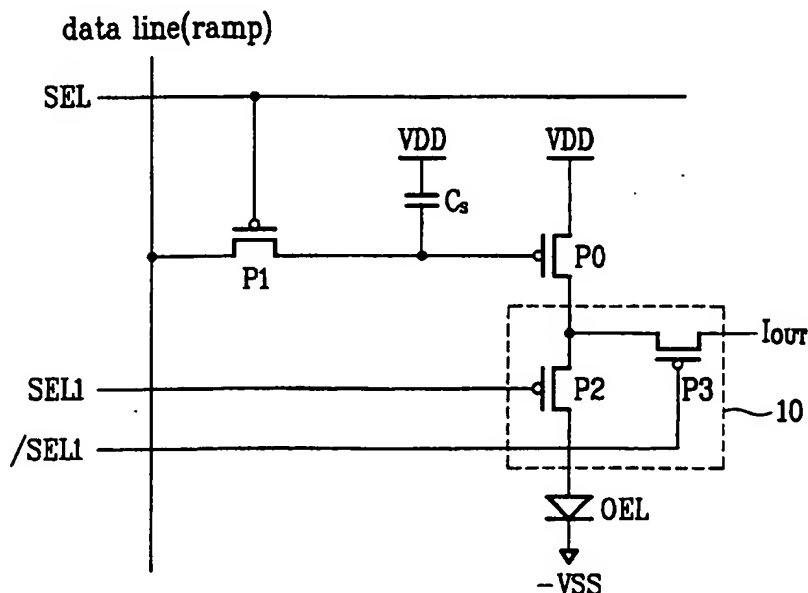 data line(ramp)
SEL
VDD VDD
Cs
P1
P0
IOUT
SEL1
P2
P3
10
/SEL1
OEL
-VSS